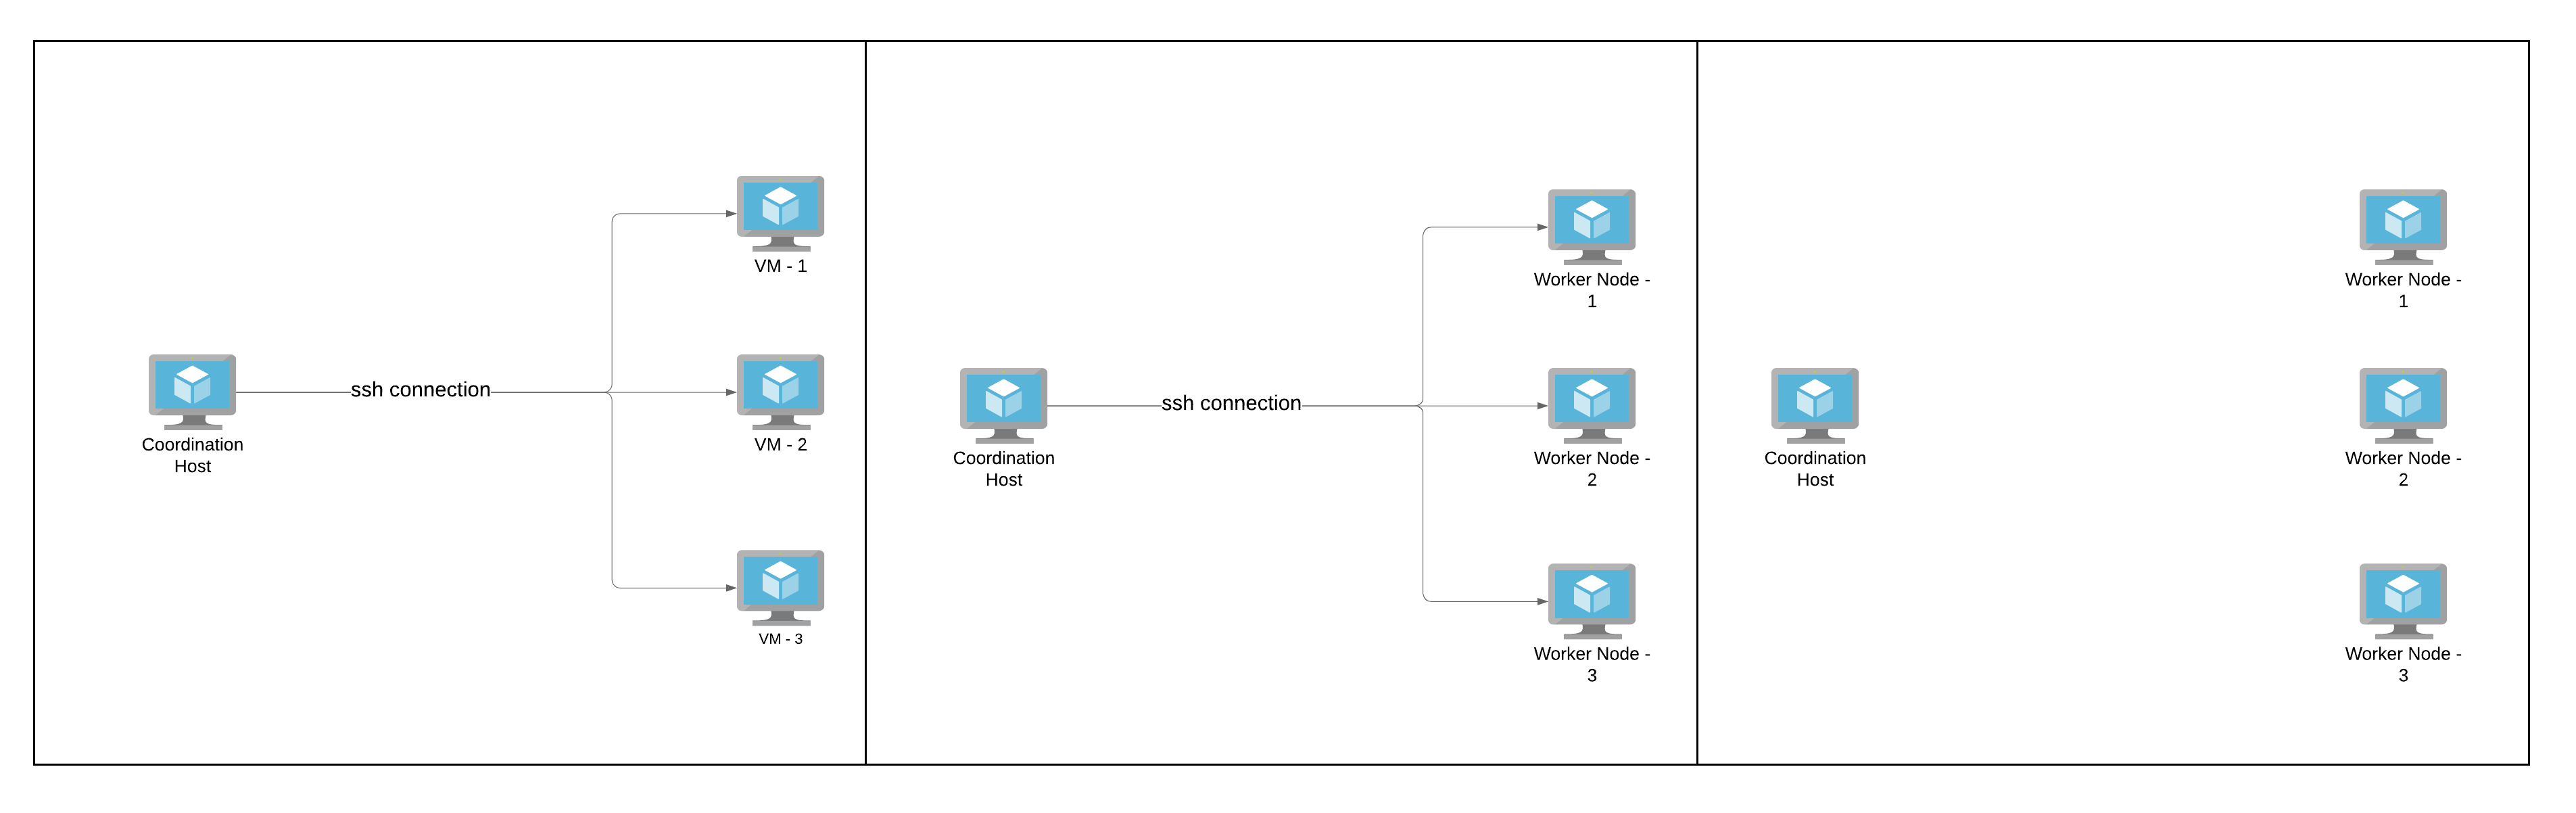 VM - 1
ssh connection
Coordination
Host
VM - 2
VM - 3
Worker Node -
1
ssh connection
Coordination
Host
Worker Node -
2
Worker Node -
3
Worker Node -
1
Coordination
Host
Worker Node -
2
Worker Node -
3